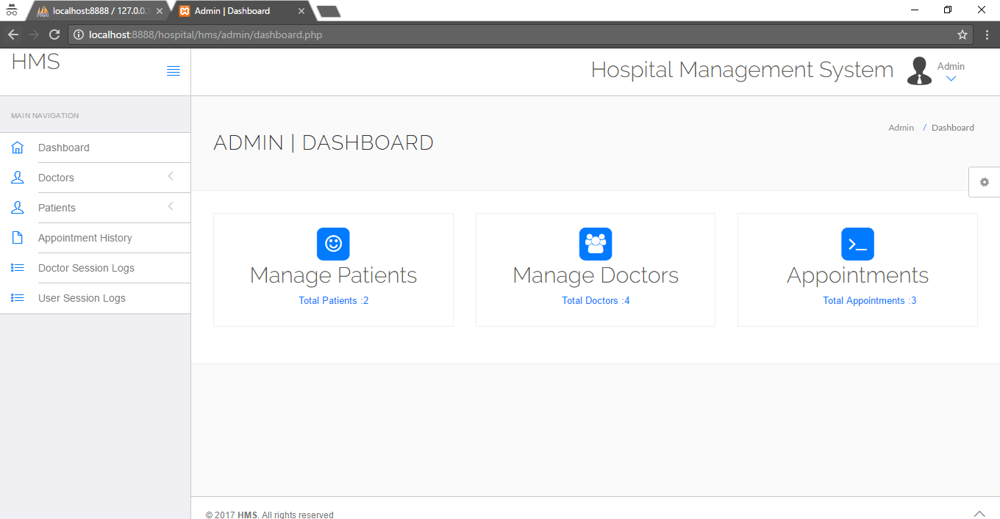 localhost:8888 / 127.0.0.1
Admin | Dashboard
localhost:8888/hospital/hms/admin/dashboard.php
HMS
Hospital Management System
Admin
MAIN NAVIGATION
Dashboard
Doctors
Patients
Appointment History
Doctor Session Logs
User Session Logs
ADMIN | DASHBOARD
Admin / Dashboard
Manage Patients
Total Patients :2
Manage Doctors
Total Doctors :4
Appointments
Total Appointments :3
© 2017 HMS. All rights reserved